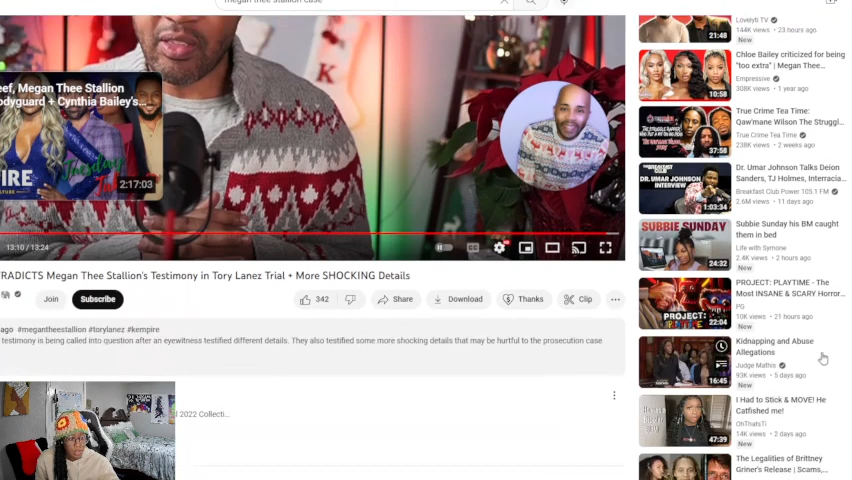 megan thee stallion case
eef, Megan Thee Stallion
odyguard + Cynthia Bailey's...
IRE
Tuesday
2:17:03
K
13:10 / 13:24
RADICTS Megan Thee Stallion's Testimony in Tory Lanez Trial + More SHOCKING Details
Join
Subscribe
342
Share
Download
Thanks
Clip
ago #megantheestallion #torylanez #kempire
testimony is being called into question after an eyewitness testified different details. They also testified some more shocking details that may be hurtful to the prosecution case
l 2022 Collecti...
Lovelyti TV
144K views • 23 hours ago
New
21:48
Chloe Bailey criticized for being
"too extra" | Megan Thee...
Empressive
308K views • 1 year ago
10:58
True Crime Tea Time:
Qaw'mane Wilson The Struggl...
True Crime Tea Time
238K views • 2 weeks ago
37:58
Dr. Umar Johnson Talks Deion
Sanders, TJ Holmes, Interracia...
Breakfast Club Power 105.1 FM
2.6M views • 11 days ago
DR. UMAR JOHNSON
INTERVIEW
1:03:34
Subbie Sunday his BM caught
them in bed
Life with Symone
2.4K views • 2 hours ago
New
SUBBIE SUNDAY
24:32
PROJECT: PLAYTIME - The
Most INSANE & SCARY Horror...
PG
10K views • 21 hours ago
New
PROJECT:
22:04
Kidnapping and Abuse
Allegations
Judge Mathis
93K views • 5 days ago
New
16:45
I Had to Stick & MOVE! He
Catfished me!
OhThatsTi
14K views • 2 days ago
New
47:39
The Legalities of Brittney
Griner's Release | Scams,...